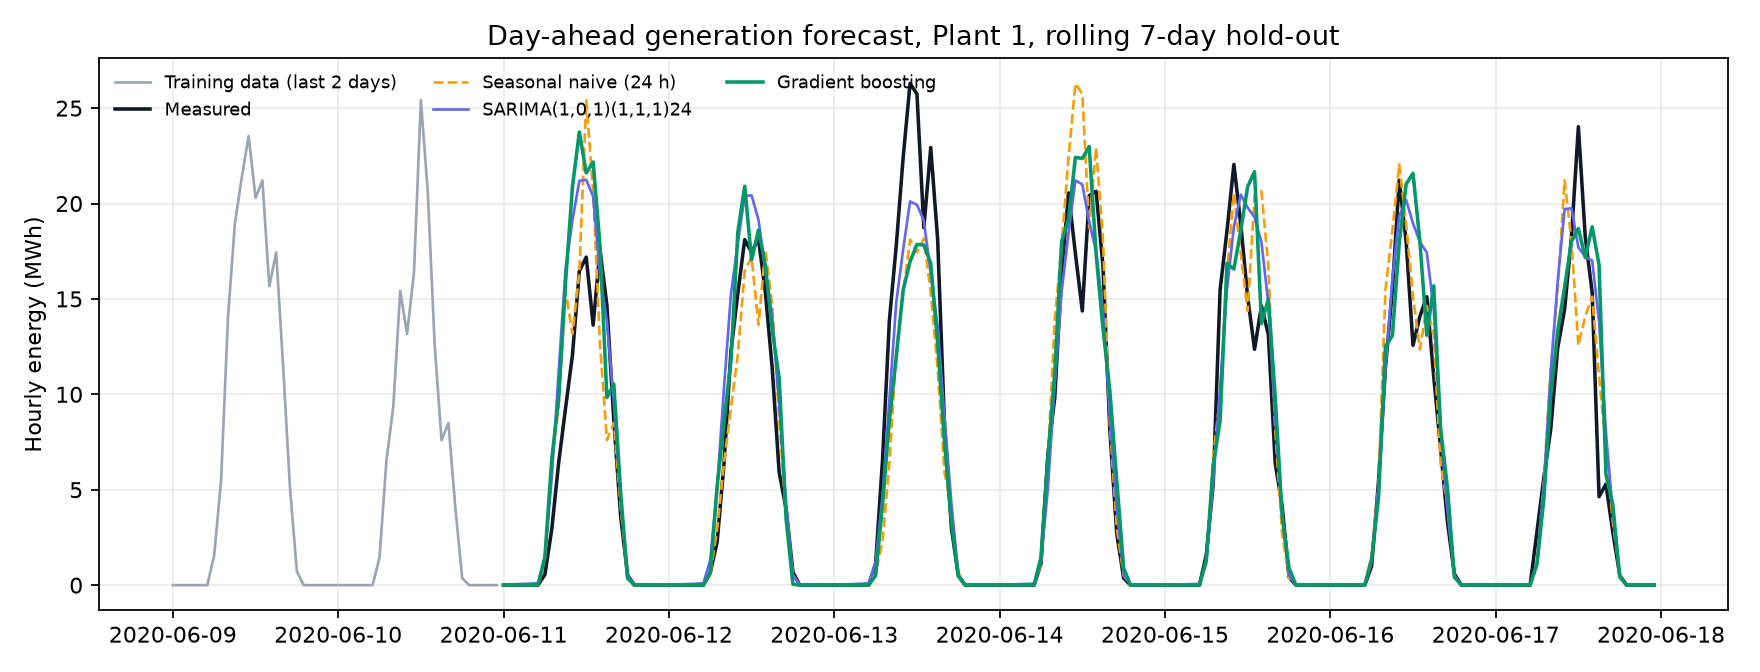 Day-ahead generation forecast, Plant 1, rolling 7-day hold-out
Training data (last 2 days)
Measured
Seasonal naive (24 h)
SARIMA(1,0,1)(1,1,1)24
Gradient boosting
Hourly energy (MWh)
25
20
15
10
5
0
2020-06-09 2020-06-10 2020-06-11 2020-06-12 2020-06-13 2020-06-14 2020-06-15 2020-06-16 2020-06-17 2020-06-18